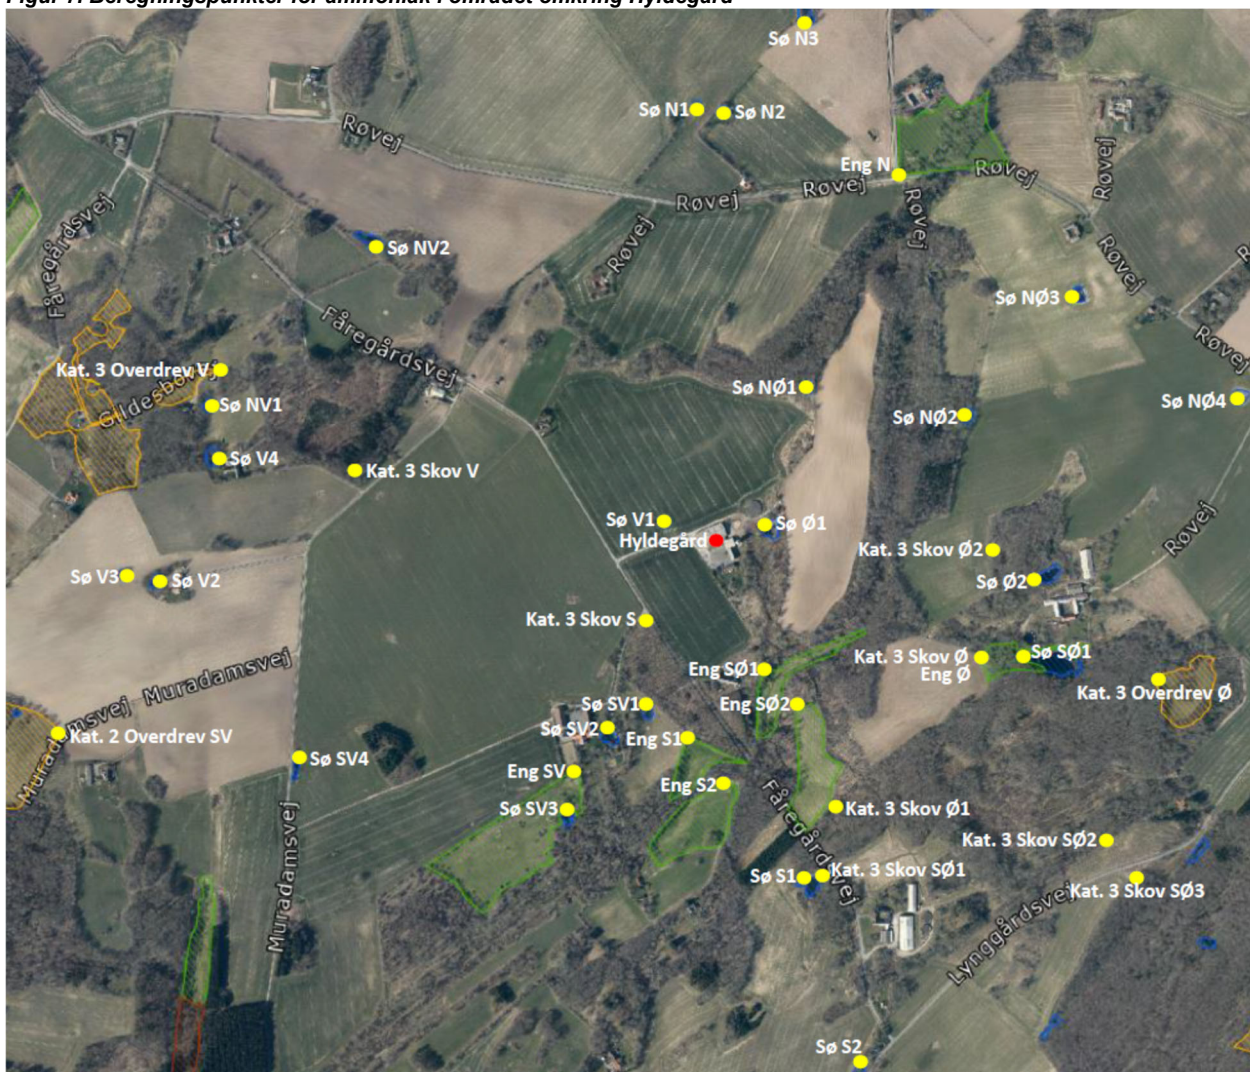 Figur 7. Beregningspunkter for ammoniak i området omkring Hyldegård
Sø N3
Sø N1
Sø N2
Røvej
Eng N
Røvej
Røvej
Røvej
Røvej
Røvej
Fåregårdsvej
Røvej
Sø NV2
Røvej
Sø NØ3
Fåregårdsvej
Røvej
Kat. 3 Overdrev V
Gildesbovej
Sø NØ1
Sø NØ4
Sø NV1
Sø NØ2
Sø V4
Kat. 3 Skov V
Sø V1
Sø Ø1
Røvej
Hyldegård
Kat. 3 Skov Ø2
Sø V3
Sø V2
Sø Ø2
Kat. 3 Skov S
Muradamsvej
Muradamsvej
Kat. 3 Skov Ø
Sø SØ1
Eng SØ1
Eng Ø
Kat. 3 Overdrev Ø
Sø SV1
Eng SØ2
Kat. 2 Overdrev SV
Sø SV2
Eng S1
Sø SV4
Eng SV
Eng S2
Sø SV3
Fåregårdsvej
Kat. 3 Skov Ø1
Muradamsvej
Kat. 3 Skov SØ2
Sø S1
Kat. 3 Skov SØ1
Kat. 3 Skov SØ3
Lynggårdsvej
Sø S2